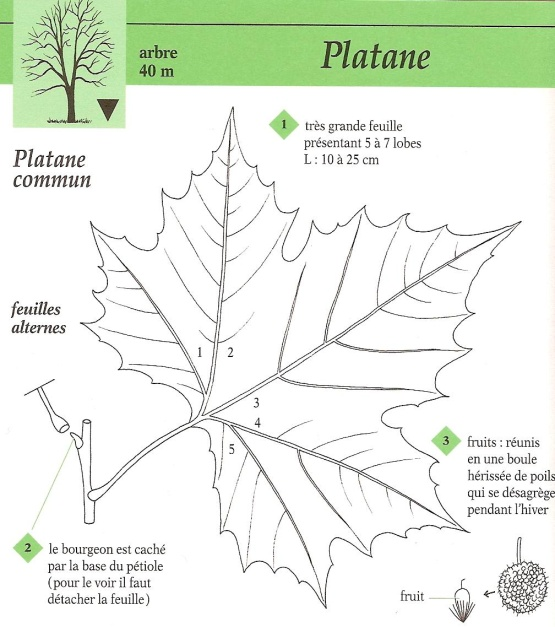 arbre
40 m
Platane
Platane
commun
1 très grande feuille
présentant 5 à 7 lobes
L : 10 à 25 cm
feuilles
alternes
1
2
3
4
5
3 fruits : réunis
en une boule
hérissée de poils
qui se désagrège
pendant l'hiver
2 le bourgeon est caché
par la base du pétiole
(pour le voir il faut
détacher la feuille)
fruit